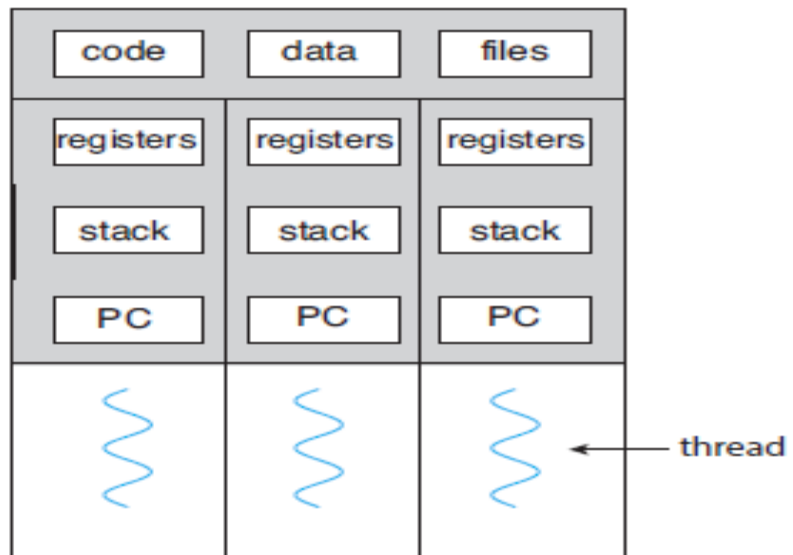 code data files
registers registers registers
stack stack stack
PC PC PC
thread